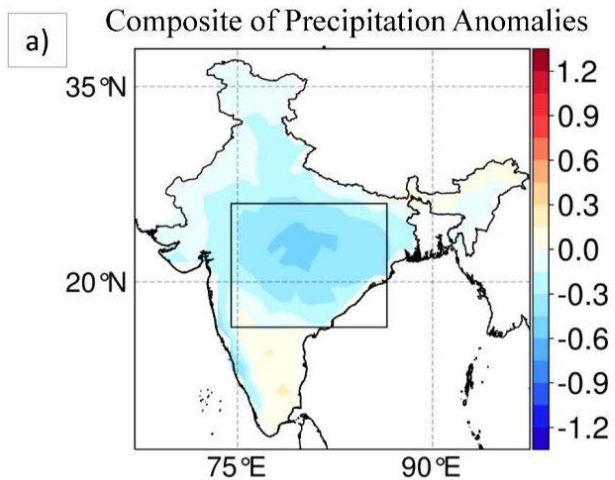 a)
Composite of Precipitation Anomalies
35°N
20°N
75°E
90°E
1.2
0.9
0.6
0.3
0.0
-0.3
-0.6
-0.9
-1.2